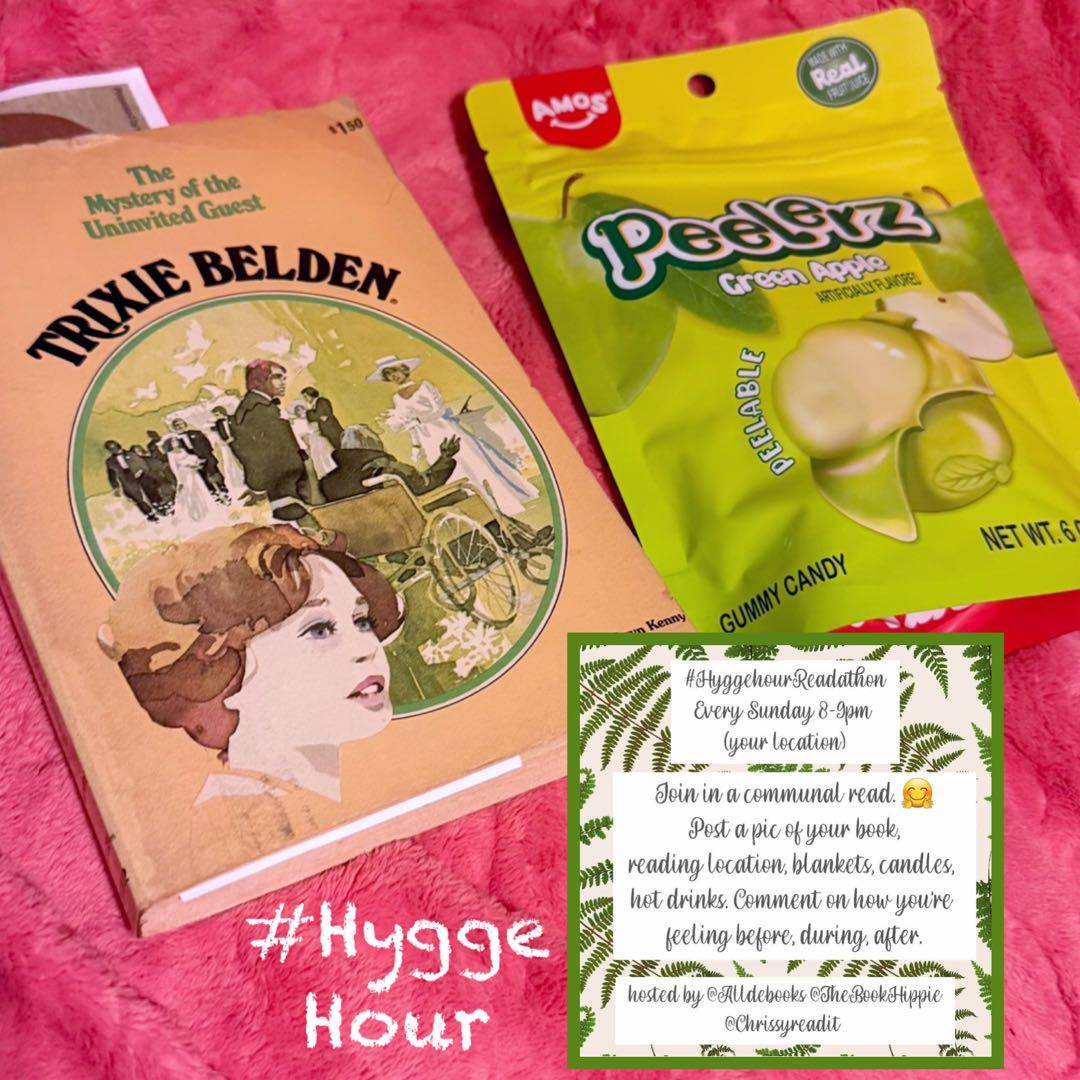 $1.50
The
Mystery of the
Uninvited Guest
TRIXIE BELDEN
Kenny
AMOS
MADE WITH
Real
FRUIT JUICE
Peelerz
Green Apple
ARTIFICIALLY FLAVORED
PEELABLE
NET WT. 6
GUMMY CANDY
#HyggehourReadathon
Every Sunday 8-9pm
(your location)
Join in a communal read. 🤗
Post a pic of your book,
reading location, blankets, candles,
hot drinks. Comment on how you're
feeling before, during, after.
hosted by @Alldebooks @TheBookHippie
@Chrissyreadit
#Hygge
Hour